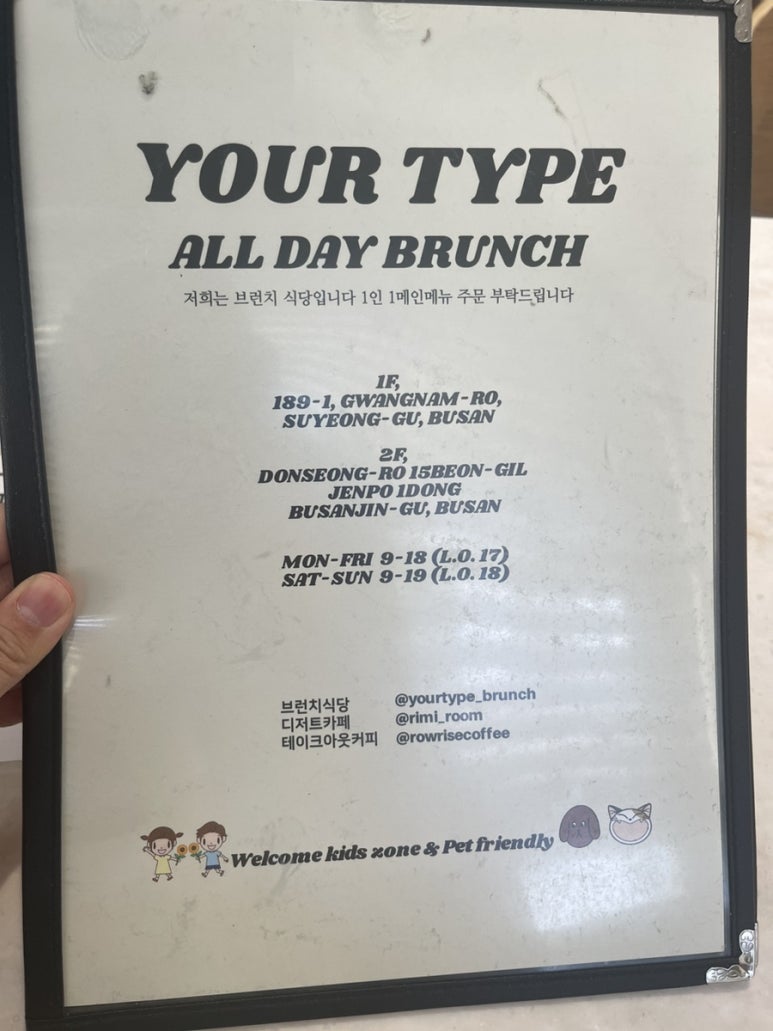 YOUR TYPE
ALL DAY BRUNCH
저희는 브런치 식당입니다 1인 1메인메뉴 주문 부탁드립니다
1F,
189-1, GWANGNAM-RO,
SUYEONG-GU, BUSAN
2F,
DONSEONG-RO 15BEON-GIL
JENPO 1DONG
BUSANJIN-GU, BUSAN
MON-FRI 9-18 (L.O. 17)
SAT-SUN 9-19 (L.O. 18)
브런치식당 @yourtype_brunch
디저트카페 @rimi_room
테이크아웃커피 @rowrisecoffee
Welcome kids zone & Pet friendly